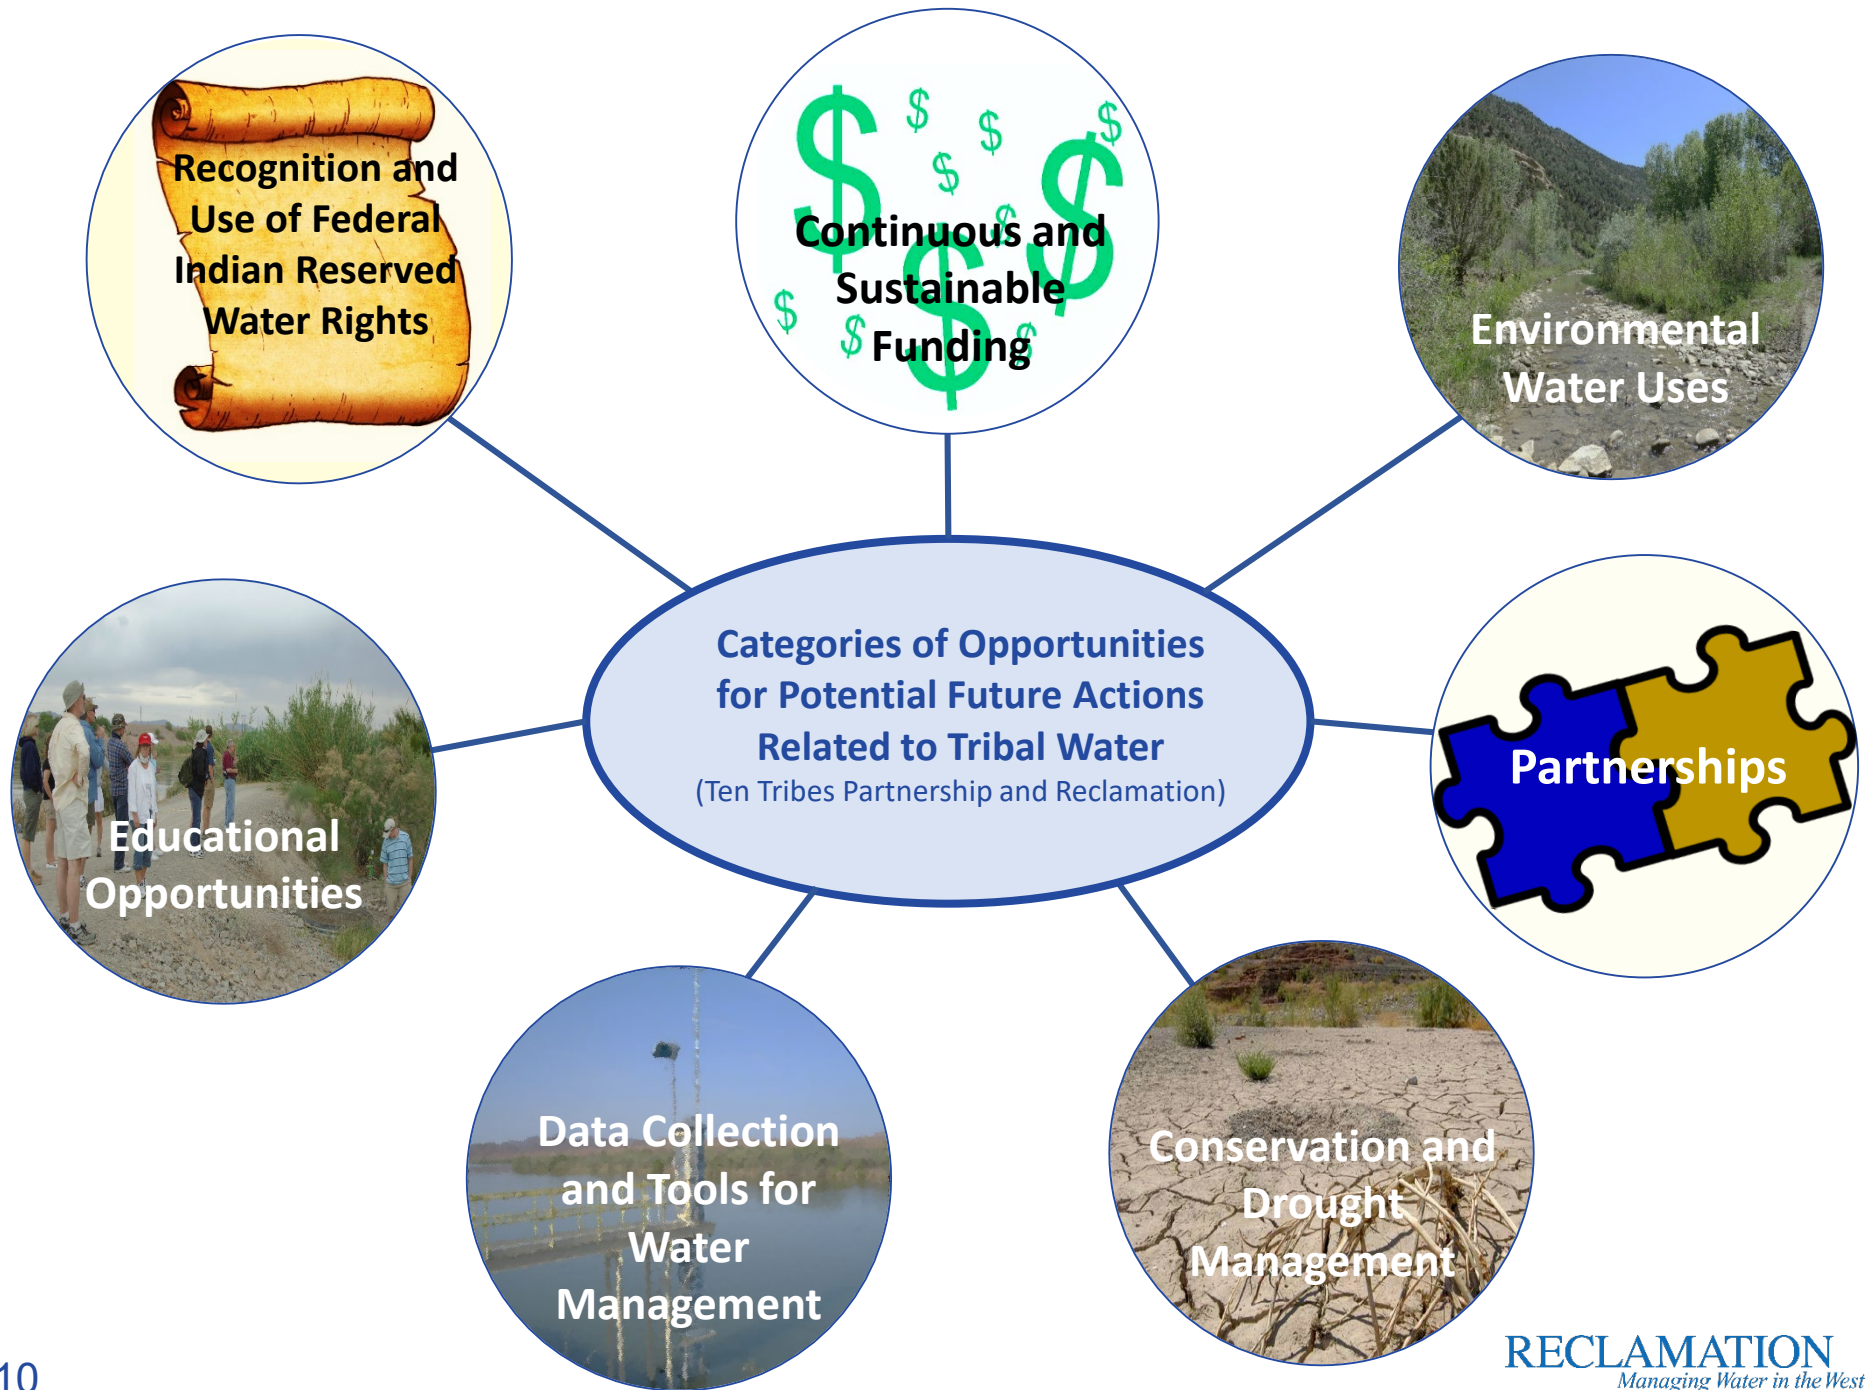 Recognition and
Use of Federal
Indian Reserved
Water Rights
Continuous and
Sustainable
Funding
Environmental
Water Uses
Categories of Opportunities
for Potential Future Actions
Related to Tribal Water
(Ten Tribes Partnership and Reclamation)
Partnerships
Educational
Opportunities
Data Collection
and Tools for
Water
Management
Conservation and
Drought
Management
RECLAMATION
Managing Water in the West
10